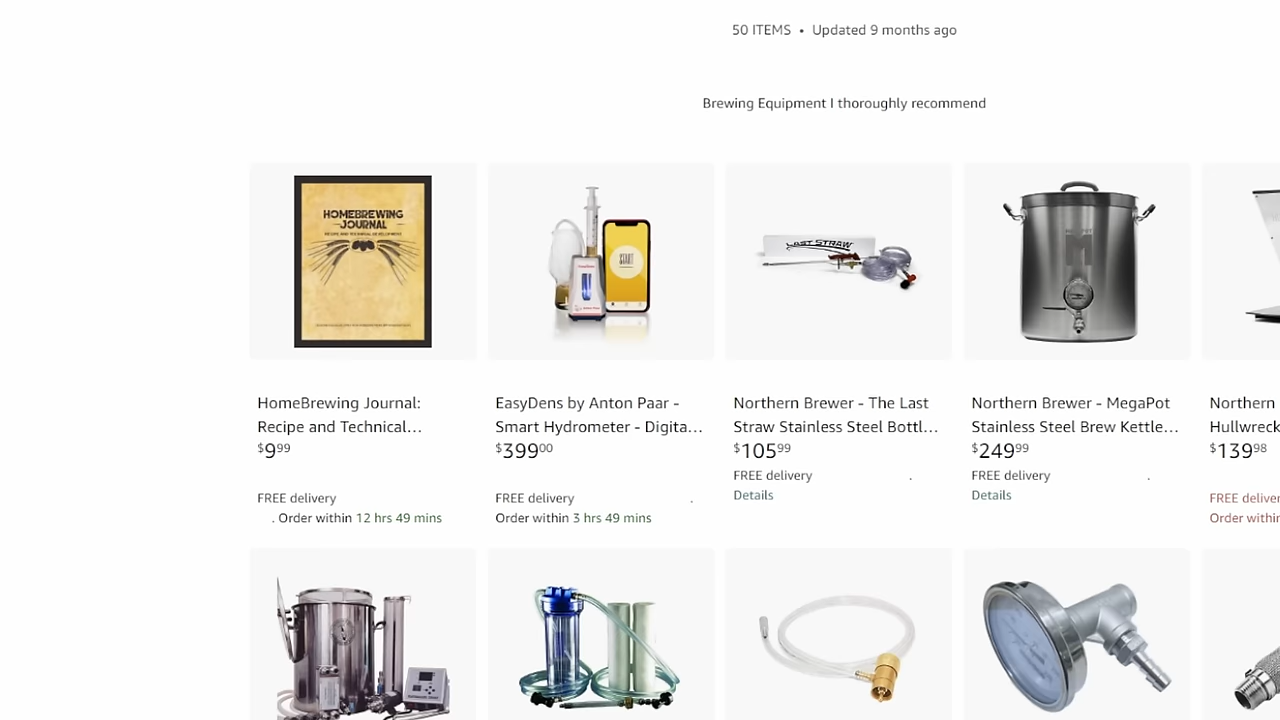 50 ITEMS • Updated 9 months ago
Brewing Equipment I thoroughly recommend
HOMEBREWING
JOURNAL
START
LAST STRAW
HomeBrewing Journal:
Recipe and Technical...
$9.99
FREE delivery
. Order within 12 hrs 49 mins
EasyDens by Anton Paar -
Smart Hydrometer - Digita...
$399.00
FREE delivery .
Order within 3 hrs 49 mins
Northern Brewer - The Last
Straw Stainless Steel Bottl...
$105.99
FREE delivery .
Details
Northern Brewer - MegaPot
Stainless Steel Brew Kettle...
$249.99
FREE delivery .
Details
Northern
Hullwreck
$139.98
FREE deliver
Order within